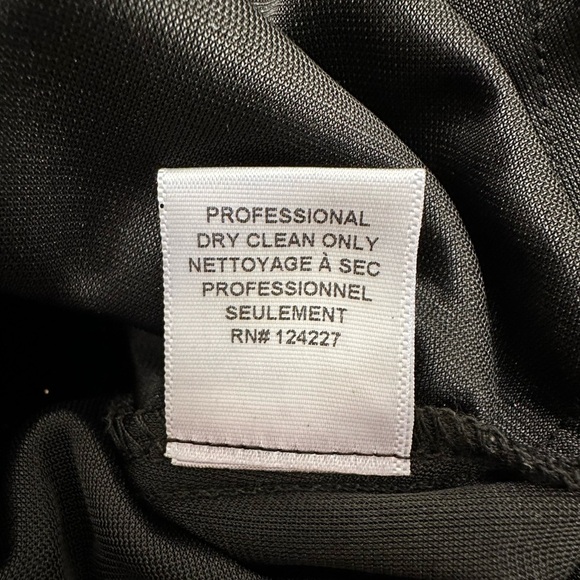 PROFESSIONAL
DRY CLEAN ONLY
NETTOYAGE À SEC
PROFESSIONNEL
SEULEMENT
RN# 124227